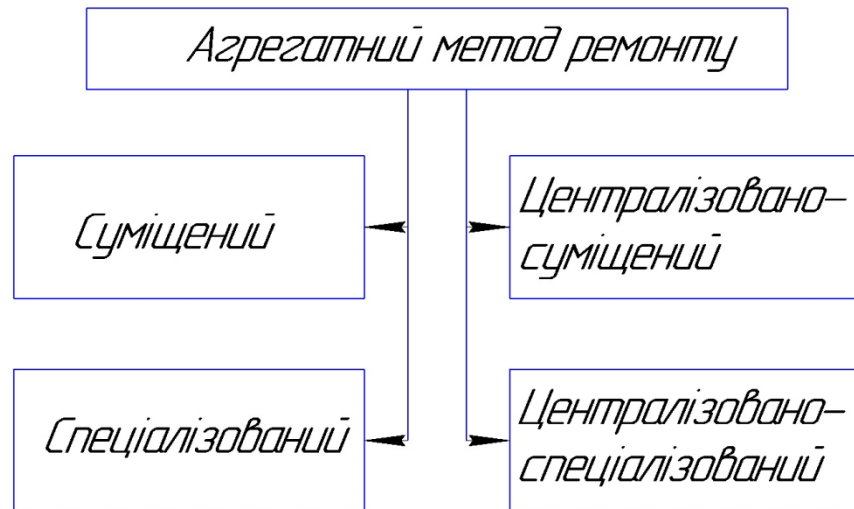 Агрегатний метод ремонту
Суміщений
Централізовано-
суміщений
Спеціалізований
Централізовано-
спеціалізований